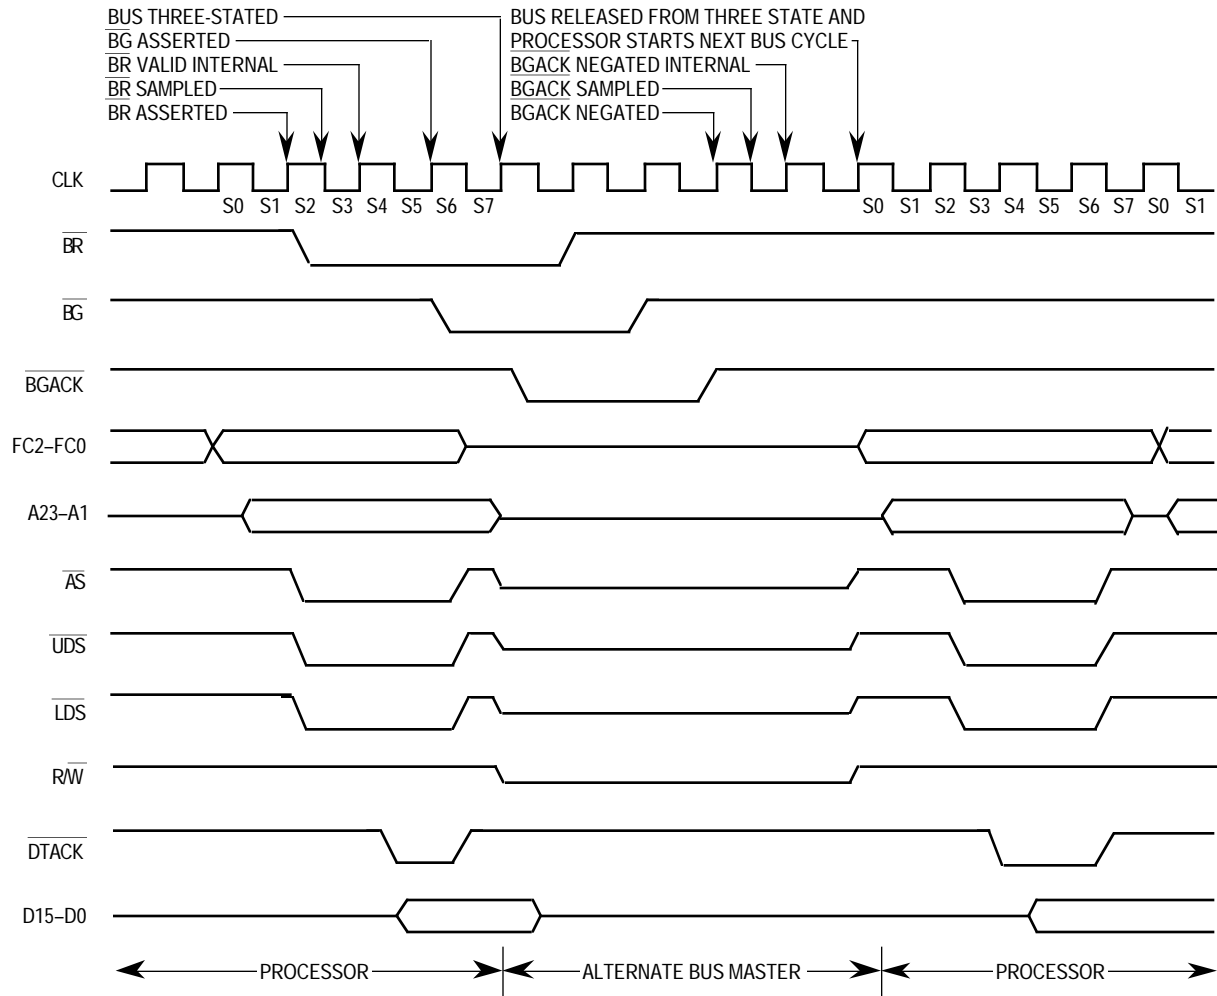 BUS THREE-STATED
BG ASSERTED
BR VALID INTERNAL
BR SAMPLED
BR ASSERTED
BUS RELEASED FROM THREE STATE AND
PROCESSOR STARTS NEXT BUS CYCLE
BGACK NEGATED INTERNAL
BGACK SAMPLED
BGACK NEGATED
CLK
S0 S1 S2 S3 S4 S5 S6 S7 S0 S1 S2 S3 S4 S5 S6 S7 S0 S1
BR
BG
BGACK
FC2–FC0
A23–A1
AS
UDS
LDS
R/W
DTACK
D15–D0
PROCESSOR ALTERNATE BUS MASTER PROCESSOR